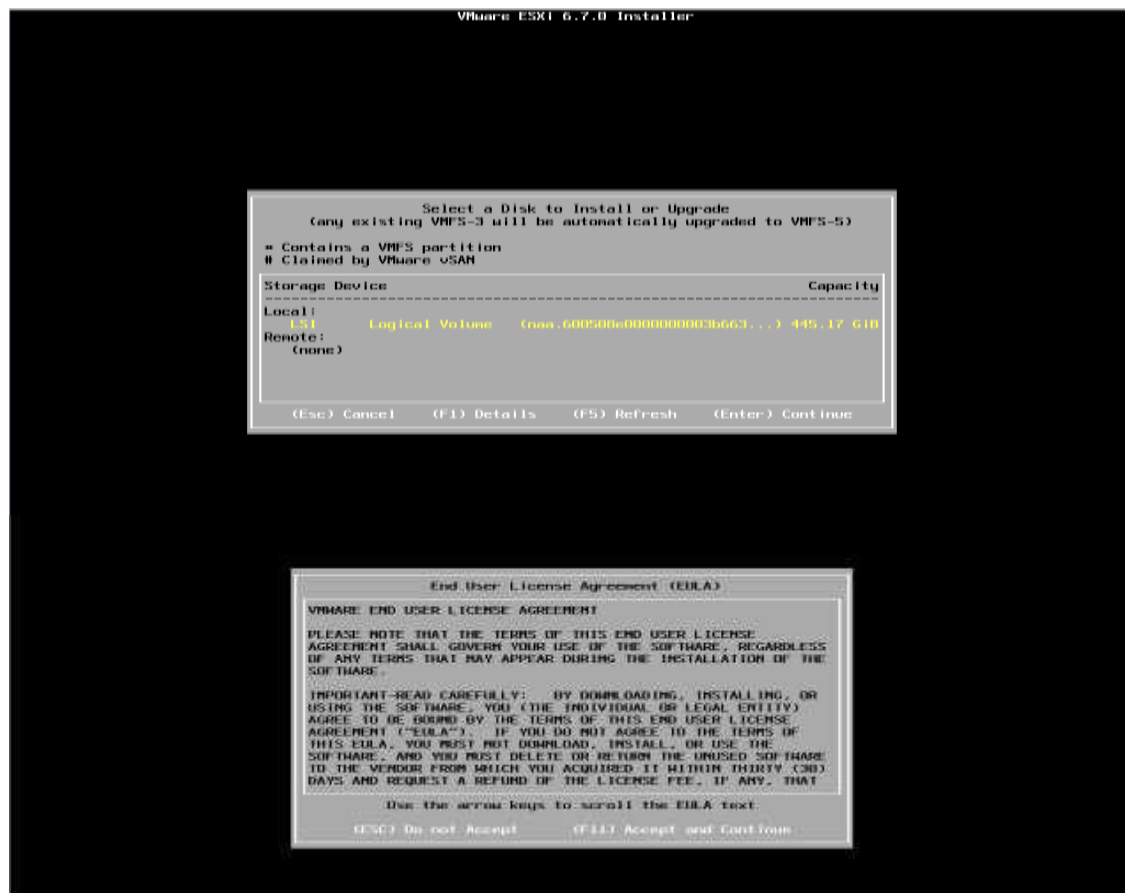 VMware ESXi 6.7.0 Installer
Select a Disk to Install or Upgrade
(any existing VMFS-3 will be automatically upgraded to VMFS-5)
* Contains a VMFS partition
# Claimed by VMware vSAN
Storage Device Capacity
Local:
LSI Logical Volume (naa.600508e0000000003b663...) 445.17 GiB
Remote:
(none)
(Esc) Cancel (F1) Details (F5) Refresh (Enter) Continue
End User License Agreement (EULA)
VMWARE END USER LICENSE AGREEMENT
PLEASE NOTE THAT THE TERMS OF THIS END USER LICENSE
AGREEMENT SHALL GOVERN YOUR USE OF THE SOFTWARE, REGARDLESS
OF ANY TERMS THAT MAY APPEAR DURING THE INSTALLATION OF THE
SOFTWARE.
IMPORTANT-READ CAREFULLY: BY DOWNLOADING, INSTALLING, OR
USING THE SOFTWARE, YOU (THE INDIVIDUAL OR LEGAL ENTITY)
AGREE TO BE BOUND BY THE TERMS OF THIS END USER LICENSE
AGREEMENT ("EULA"). IF YOU DO NOT AGREE TO THE TERMS OF
THIS EULA, YOU MUST NOT DOWNLOAD, INSTALL, OR USE THE
SOFTWARE, AND YOU MUST DELETE OR RETURN THE UNUSED SOFTWARE
TO THE VENDOR FROM WHICH YOU ACQUIRED IT WITHIN THIRTY (30)
DAYS AND REQUEST A REFUND OF THE LICENSE FEE, IF ANY, THAT
Use the arrow keys to scroll the EULA text
(ESC) Do not Accept (F11) Accept and Continue